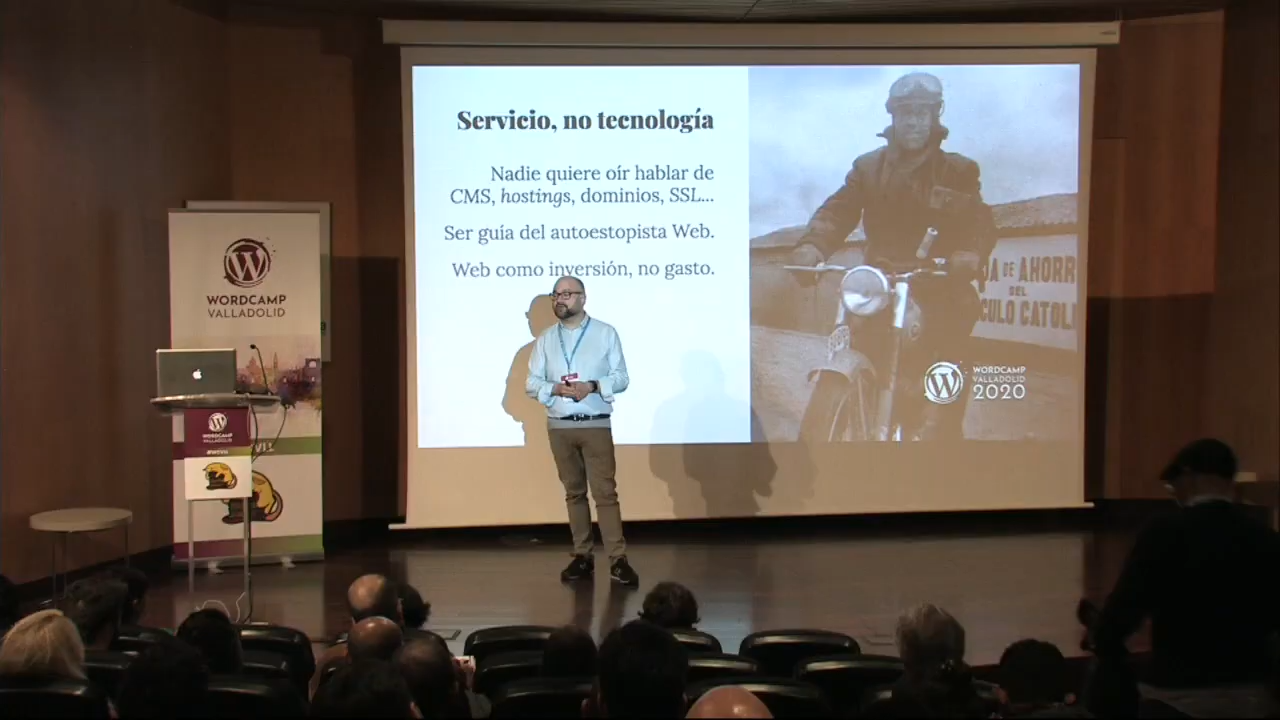 Servicio, no tecnología
Nadie quiere oír hablar de
CMS, hostings, dominios, SSL...
Ser guía del autoestopista Web.
Web como inversión, no gasto.
DA DE AHORR
DEL
CULO CATOLI
WORDCAMP
VALLADOLID
2020
WORDCAMP
VALLADOLID
WORDCAMP
VALLADOLID